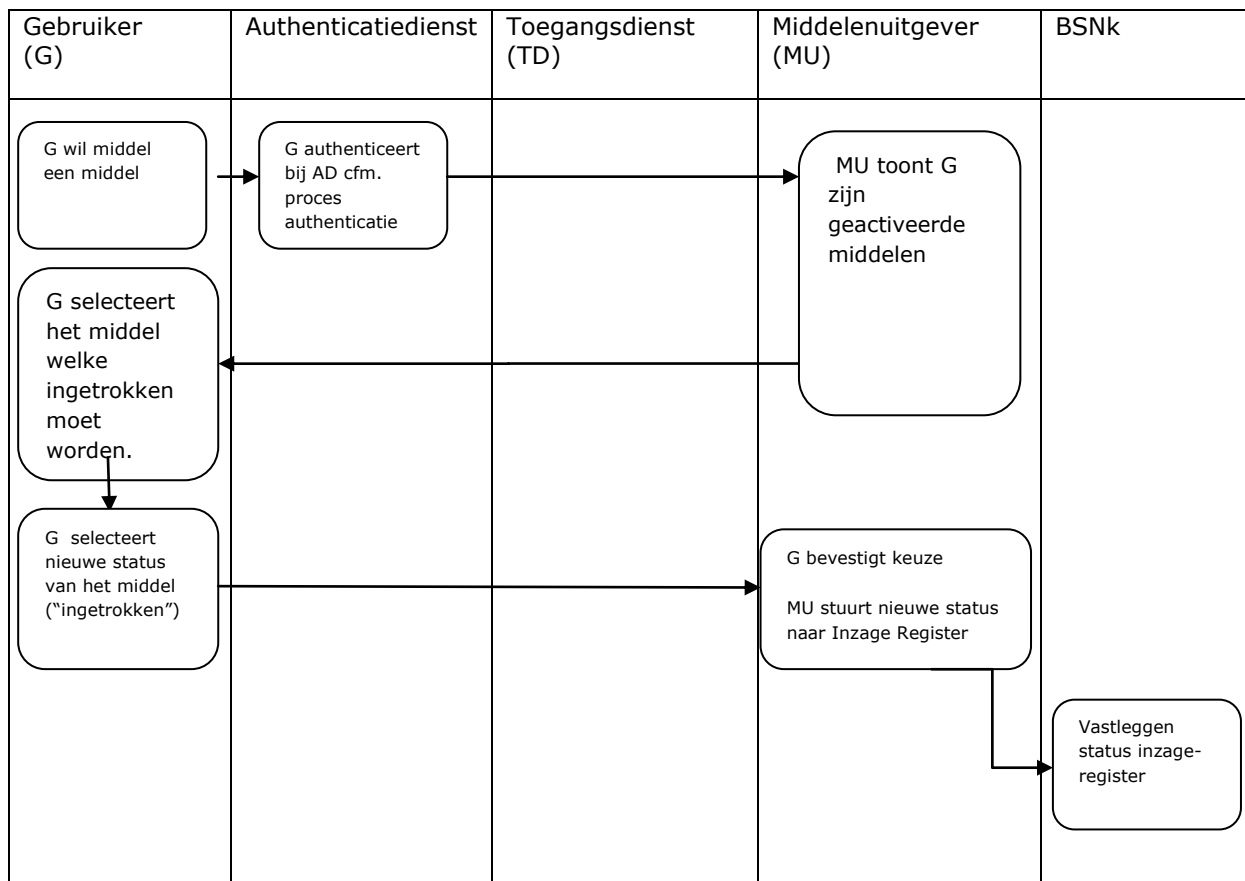 Gebruiker
(G)
Authenticatiedienst
Toegangsdienst
(TD)
Middelenuitgever
(MU)
BSNk
G wil middel
een middel
G authenticeert
bij AD cfm.
proces
authenticatie
MU toont G
zijn
geactiveerde
middelen
G selecteert
het middel
welke
ingetrokken
moet
worden.
G selecteert
nieuwe status
van het middel
(“ingetrokken”)
G bevestigt keuze
MU stuurt nieuwe status
naar Inzage Register
Vastleggen
status inzage-
register